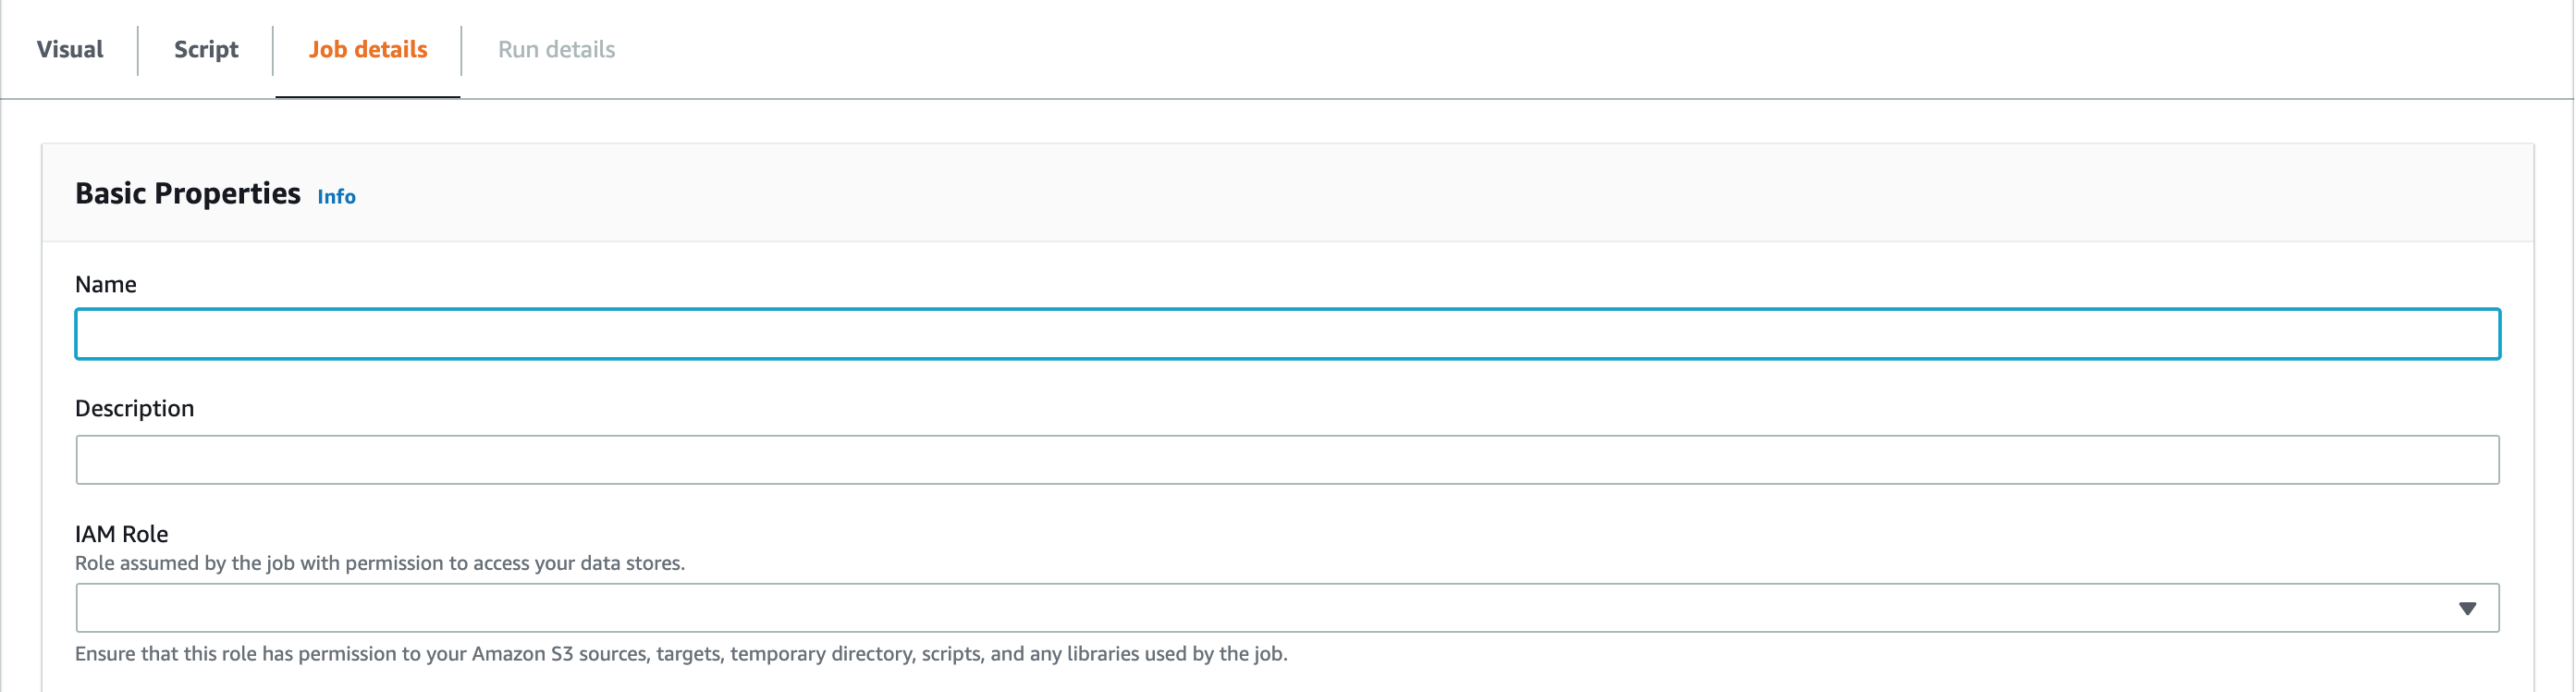 Visual Script Job details Run details
Basic Properties Info
Name
Description
IAM Role
Role assumed by the job with permission to access your data stores.
Ensure that this role has permission to your Amazon S3 sources, targets, temporary directory, scripts, and any libraries used by the job.